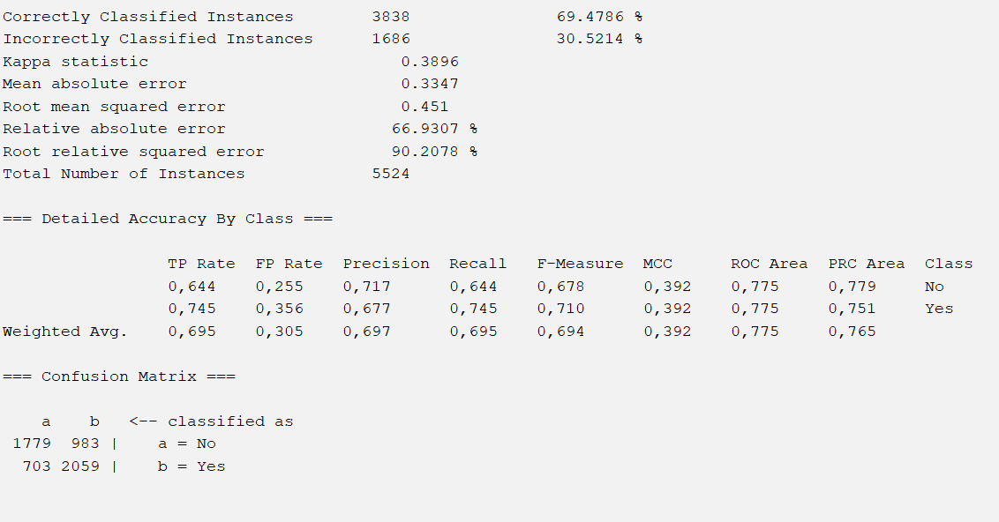 Correctly Classified Instances        3838               69.4786 %
Incorrectly Classified Instances      1686               30.5214 %
Kappa statistic                          0.3896
Mean absolute error                      0.3347
Root mean squared error                  0.451
Relative absolute error                 66.9307 %
Root relative squared error             90.2078 %
Total Number of Instances             5524
=== Detailed Accuracy By Class ===
                 TP Rate  FP Rate  Precision  Recall   F-Measure  MCC      ROC Area  PRC Area  Class
                 0,644    0,255    0,717      0,644    0,678      0,392    0,775     0,779     No
                 0,745    0,356    0,677      0,745    0,710      0,392    0,775     0,751     Yes
Weighted Avg.    0,695    0,305    0,697      0,695    0,694      0,392    0,775     0,765
=== Confusion Matrix ===
    a    b   <-- classified as
 1779  983 |    a = No
  703 2059 |    b = Yes